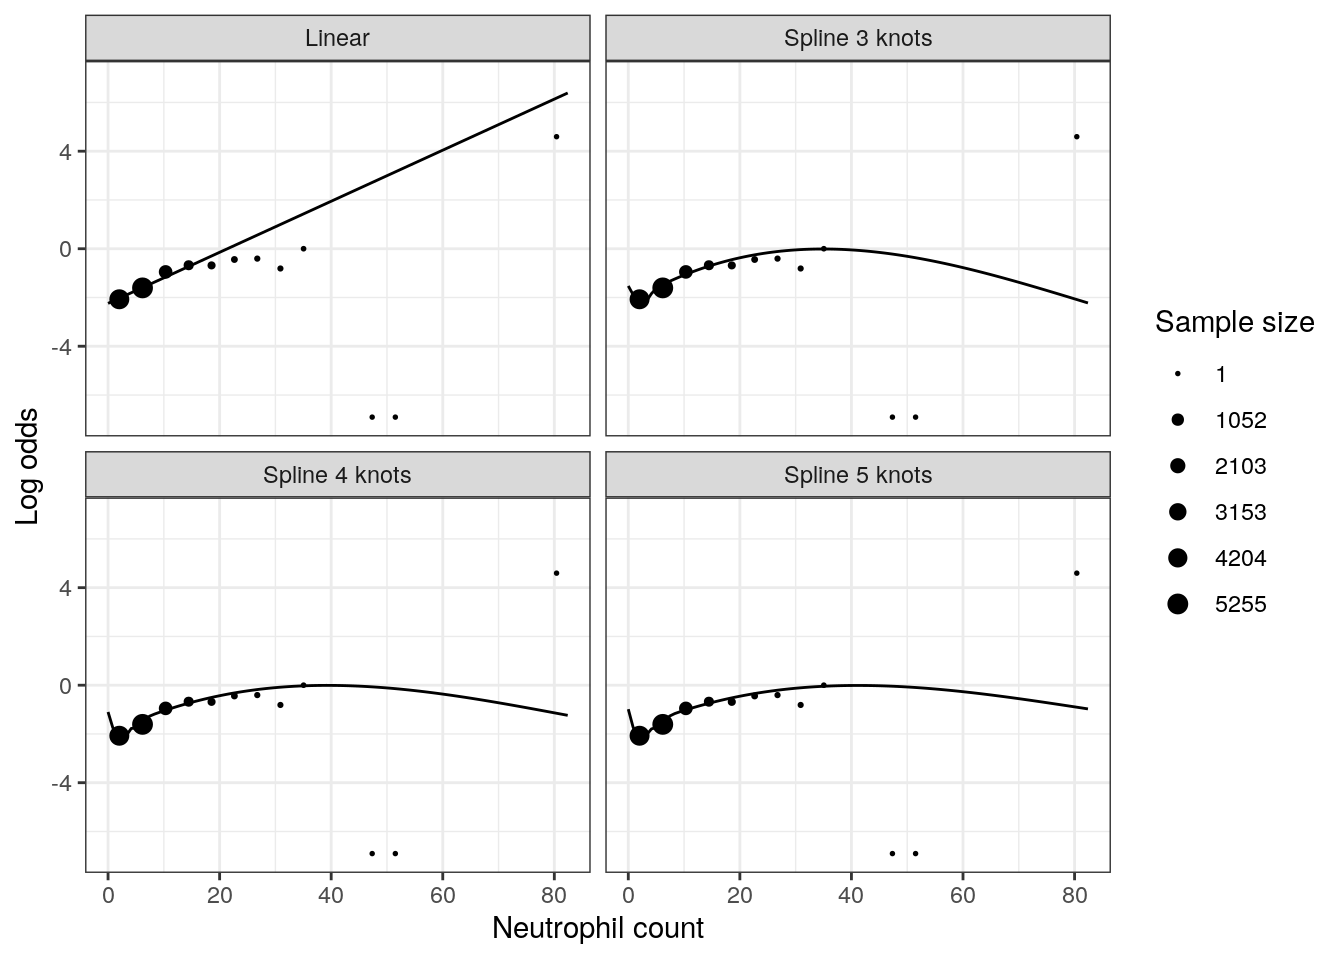 Linear
Spline 3 knots
4
0
-4
Spline 4 knots
Spline 5 knots
4
0
-4
0 20 40 60 80
0 20 40 60 80
Neutrophil count
Log odds
Sample size
1
1052
2103
3153
4204
5255